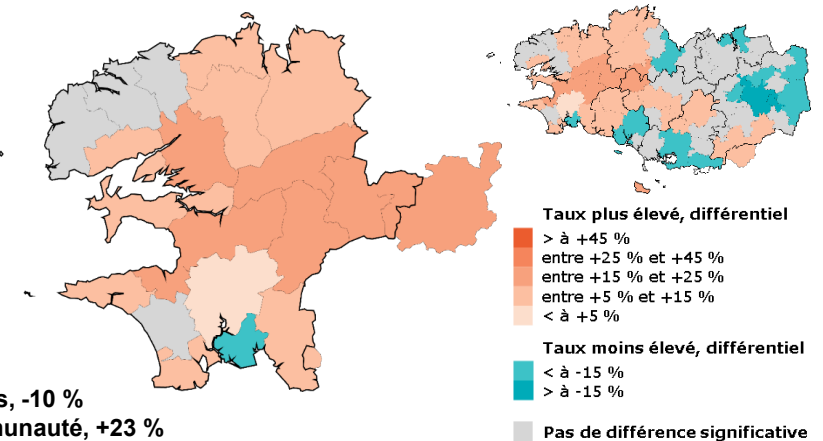 Taux plus élevé, différentiel
> à +45 %
entre +25 % et +45 %
entre +15 % et +25 %
entre +5 % et +15 %
< à +5 %
Taux moins élevé, différentiel
< à -15 %
> à -15 %
Pas de différence significative
s, -10 %
munauté, +23 %